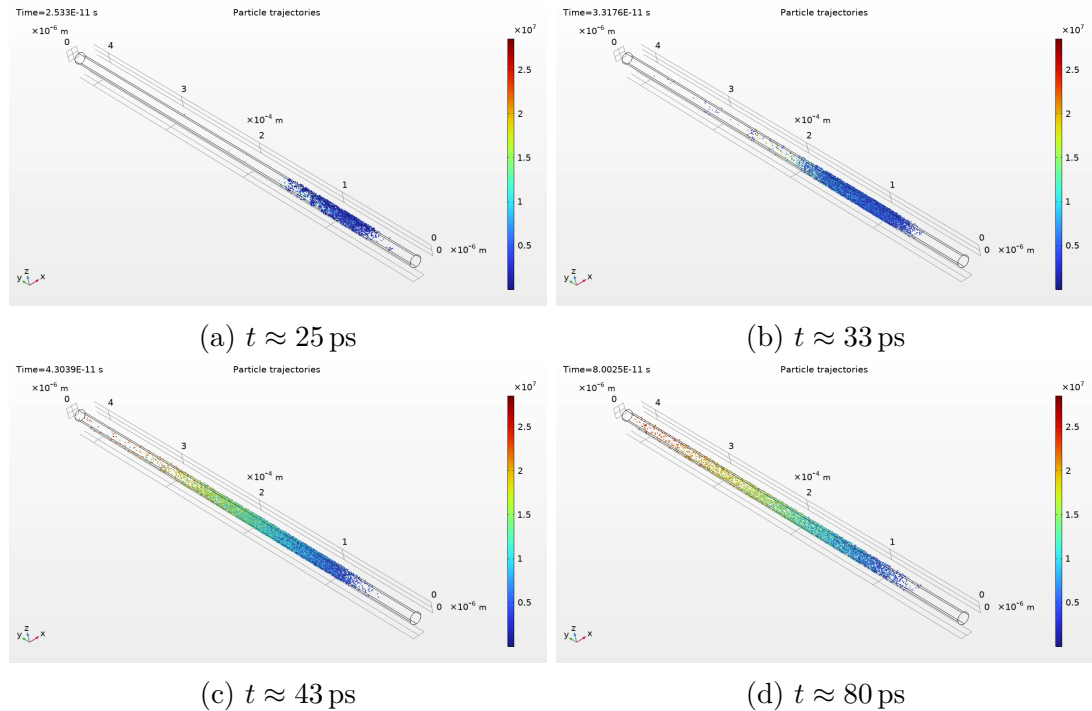 Time=2.533E-11 s Particle trajectories
×10⁻⁶ m
0
4
3
×10⁻⁴ m
2
1
0
0 ×10⁻⁶ m
×10⁷
2.5
2
1.5
1
0.5
y z x
(a) t ≈ 25 ps
Time=3.3176E-11 s Particle trajectories
×10⁻⁶ m
0
4
3
×10⁻⁴ m
2
1
0
0 ×10⁻⁶ m
×10⁷
2.5
2
1.5
1
0.5
y z x
(b) t ≈ 33 ps
Time=4.3039E-11 s Particle trajectories
×10⁻⁶ m
0
4
3
×10⁻⁴ m
2
1
0
0 ×10⁻⁶ m
×10⁷
2.5
2
1.5
1
0.5
y z x
(c) t ≈ 43 ps
Time=8.0025E-11 s Particle trajectories
×10⁻⁶ m
0
4
3
×10⁻⁴ m
2
1
0
0 ×10⁻⁶ m
×10⁷
2.5
2
1.5
1
0.5
y z x
(d) t ≈ 80 ps